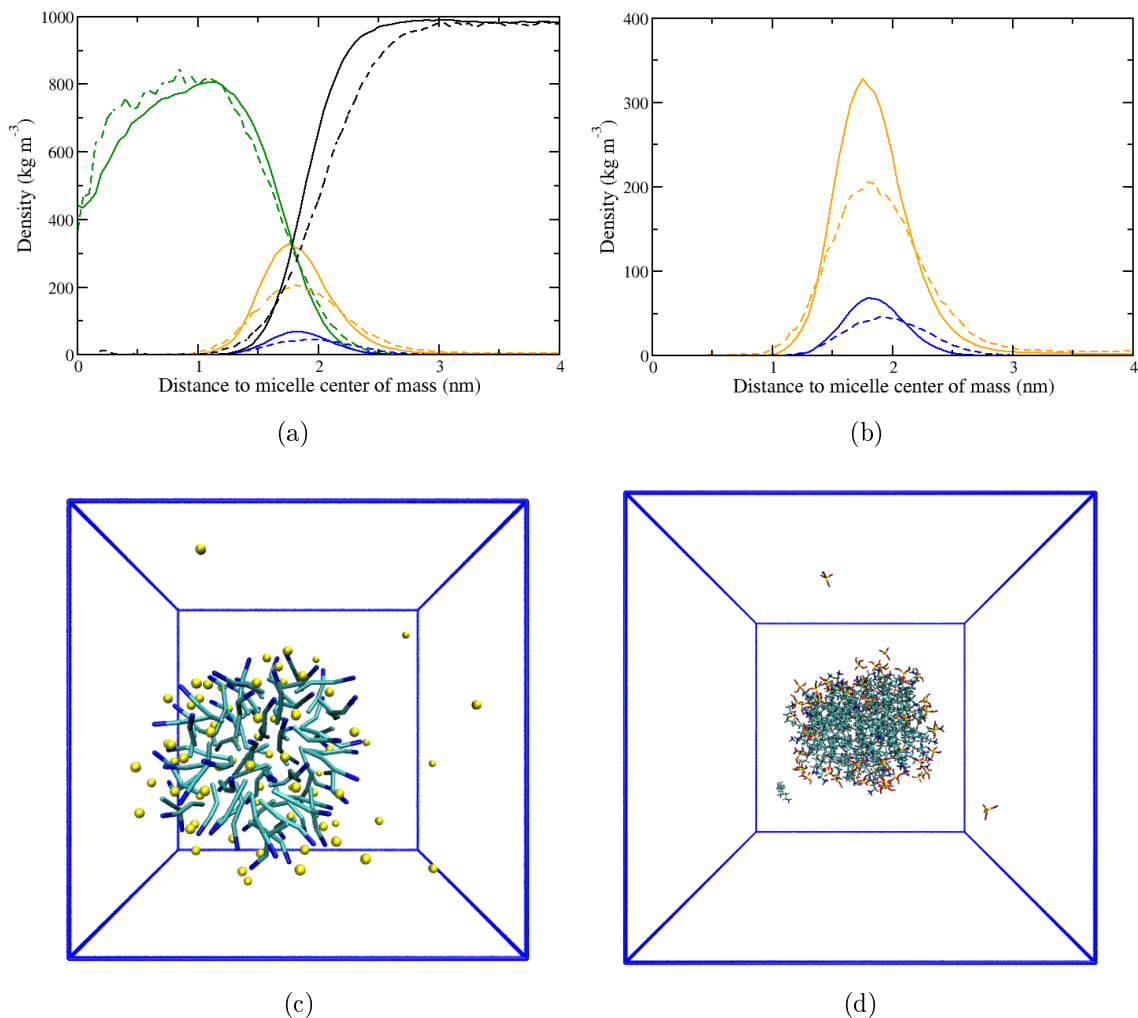 1000
800
600
400
200
0
Density (kg m⁻³)
0 1 2 3 4
Distance to micelle center of mass (nm)
(a)
400
300
200
100
0
Density (kg m⁻³)
0 1 2 3 4
Distance to micelle center of mass (nm)
(b)
(c)
(d)